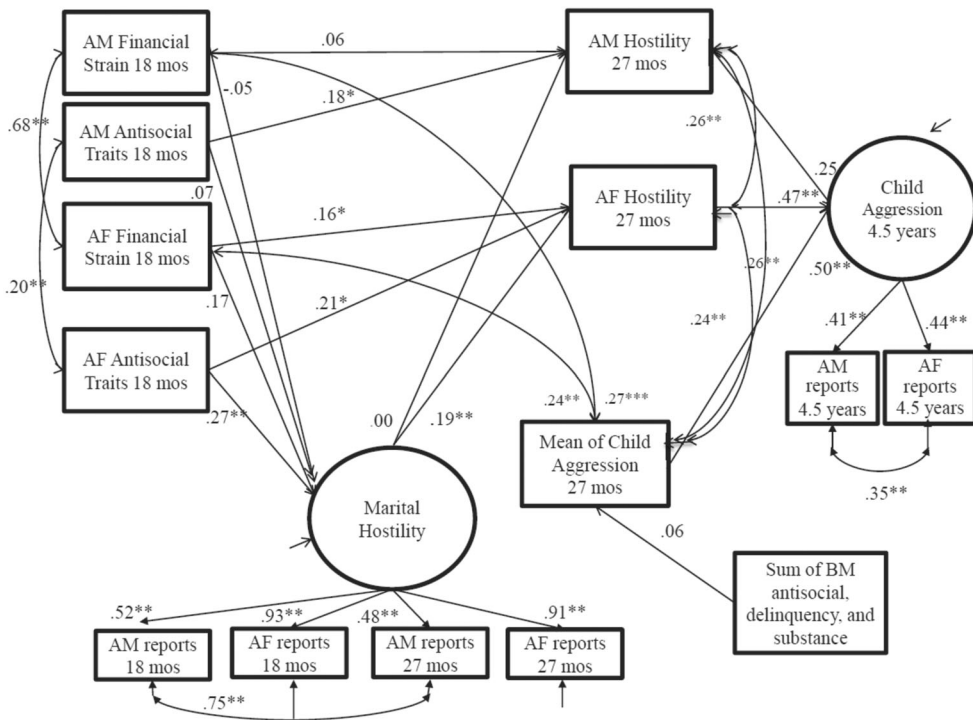 AM Financial
Strain 18 mos
AM Antisocial
Traits 18 mos
AF Financial
Strain 18 mos
AF Antisocial
Traits 18 mos
.68**
.20**
.06
-.05
.18*
.07
.16*
.17
.21*
.27**
AM Hostility
27 mos
AF Hostility
27 mos
.26**
.25
.47**
.26**
.50**
.24**
Child
Aggression
4.5 years
.41**
.44**
AM
reports
4.5 years
AF
reports
4.5 years
.35**
.00
.19**
.24**
.27***
Mean of Child
Aggression
27 mos
.06
Sum of BM
antisocial,
delinquency, and
substance
Marital
Hostility
.52**
.93**
.48**
.91**
AM reports
18 mos
AF reports
18 mos
AM reports
27 mos
AF reports
27 mos
.75**